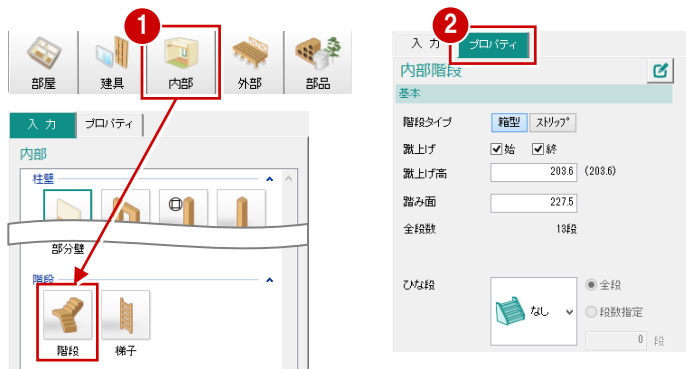 1
部屋 建具 内部 外部 部品
入 力 プロパティ
内部
柱壁
部分壁
階段
階段 梯子
2
入 力 プロパティ
内部階段
基本
階段タイプ 箱型 ストリップ
蹴上げ 始 終
蹴上げ高 203.6 (203.6)
踏み面 227.5
全段数 13段
ひな段 なし 全段
段数指定
0 段